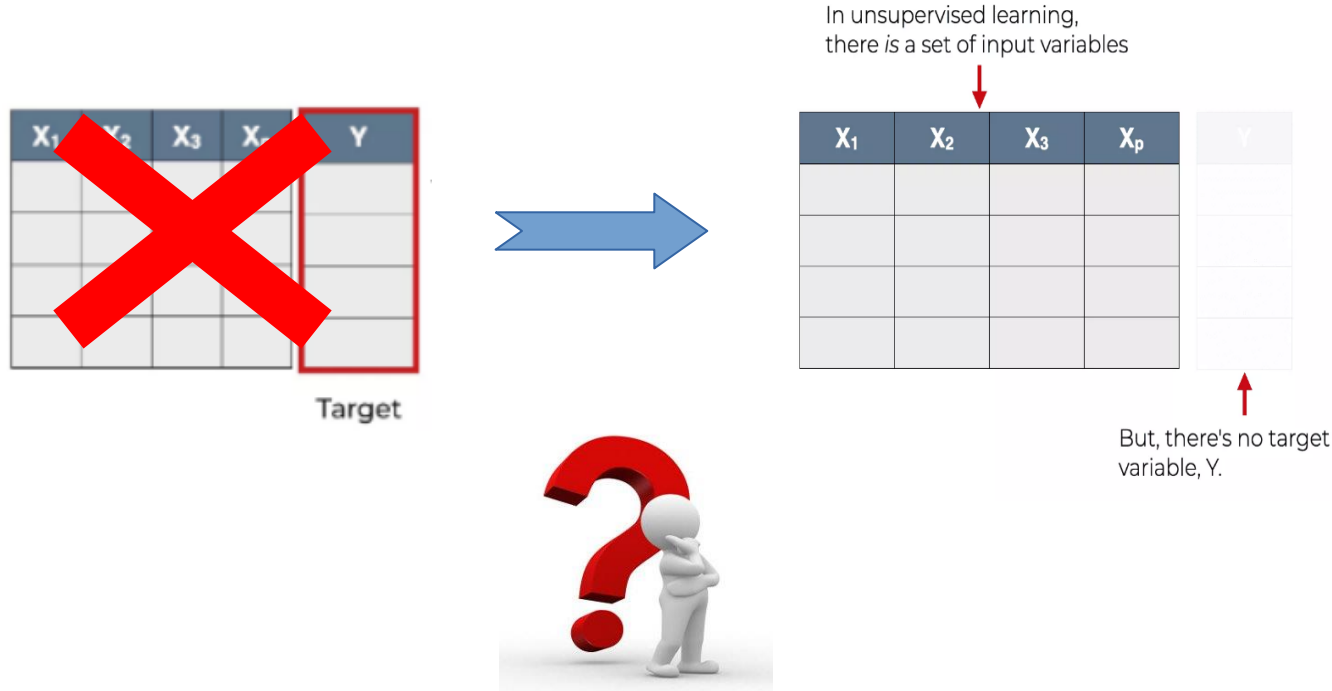 In unsupervised learning,
there is a set of input variables
X₁ X₂ X₃ Y
Target
X₁ X₂ X₃ Xₚ Y
But, there's no target
variable, Y.